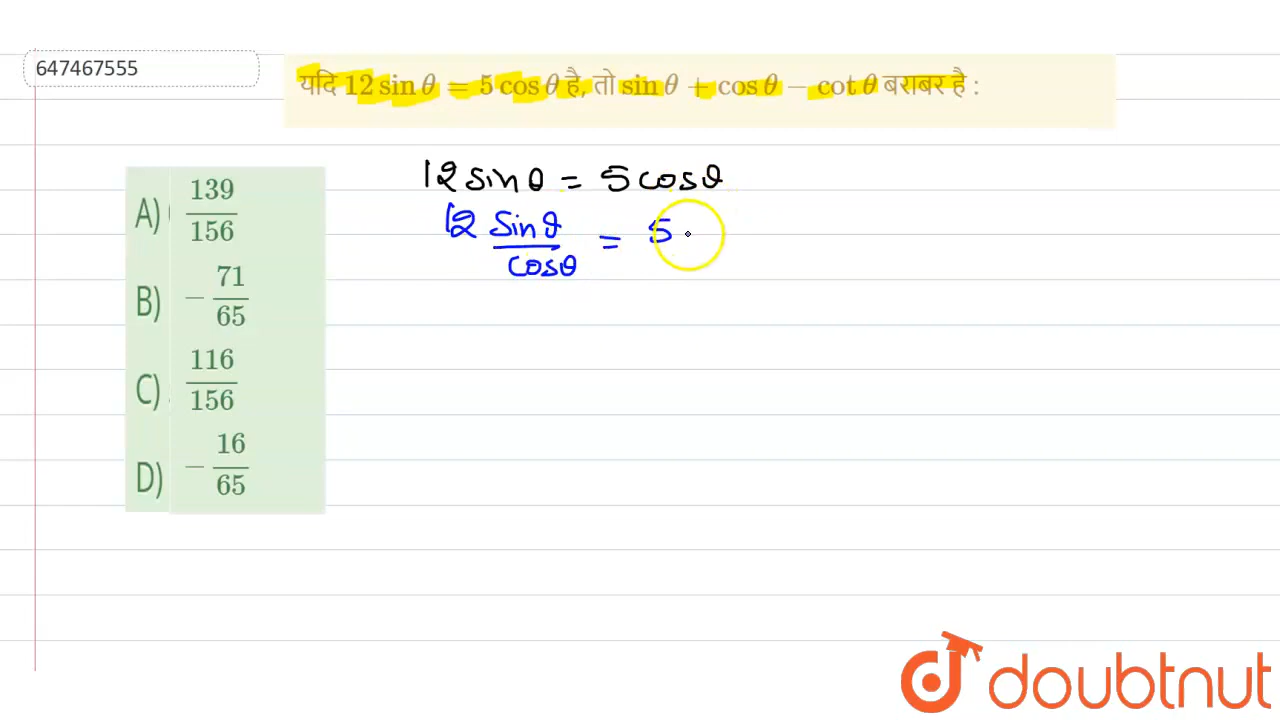 647467555
यदि 12 sin θ = 5 cos θ है, तो sin θ + cos θ − cot θ बराबर है :
A) 139/156
B) − 71/65
C) 116/156
D) − 16/65
12 sin θ = 5 cos θ
12 sin θ / cos θ = 5
doubtnut